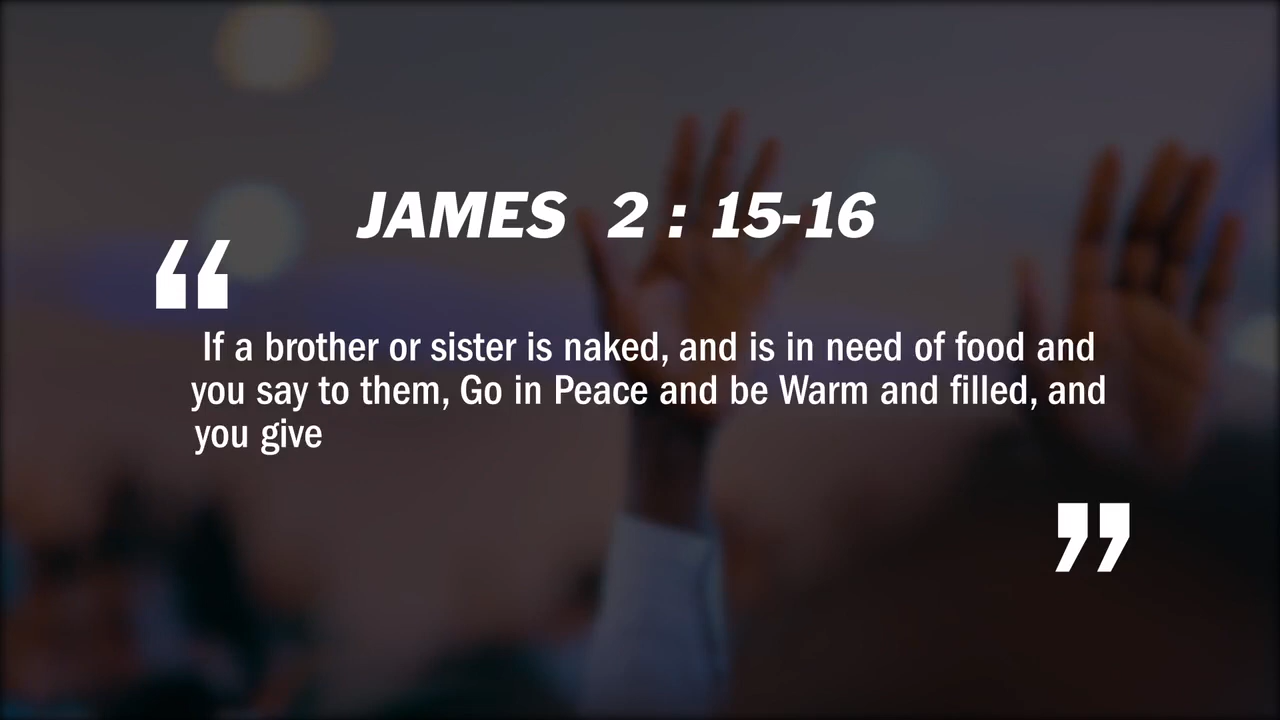 JAMES 2 : 15-16
“
If a brother or sister is naked, and is in need of food and
you say to them, Go in Peace and be Warm and filled, and
you give
”